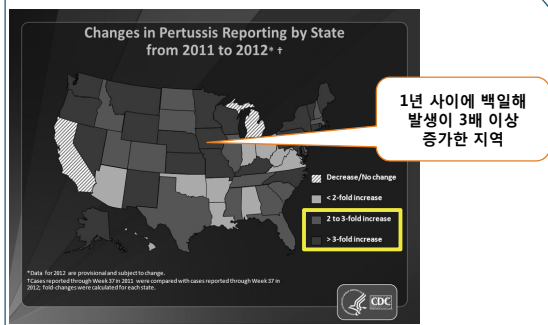 Changes in Pertussis Reporting by State
from 2011 to 2012* †
1년 사이에 백일해
발생이 3배 이상
증가한 지역
Decrease/No change
< 2-fold increase
2 to 3-fold increase
> 3-fold increase
*Data for 2012 are provisional and subject to change.
†Cases reported through Week 37 in 2011 were compared with cases reported through Week 37 in
2012; fold-changes were calculated for each state.
CDC